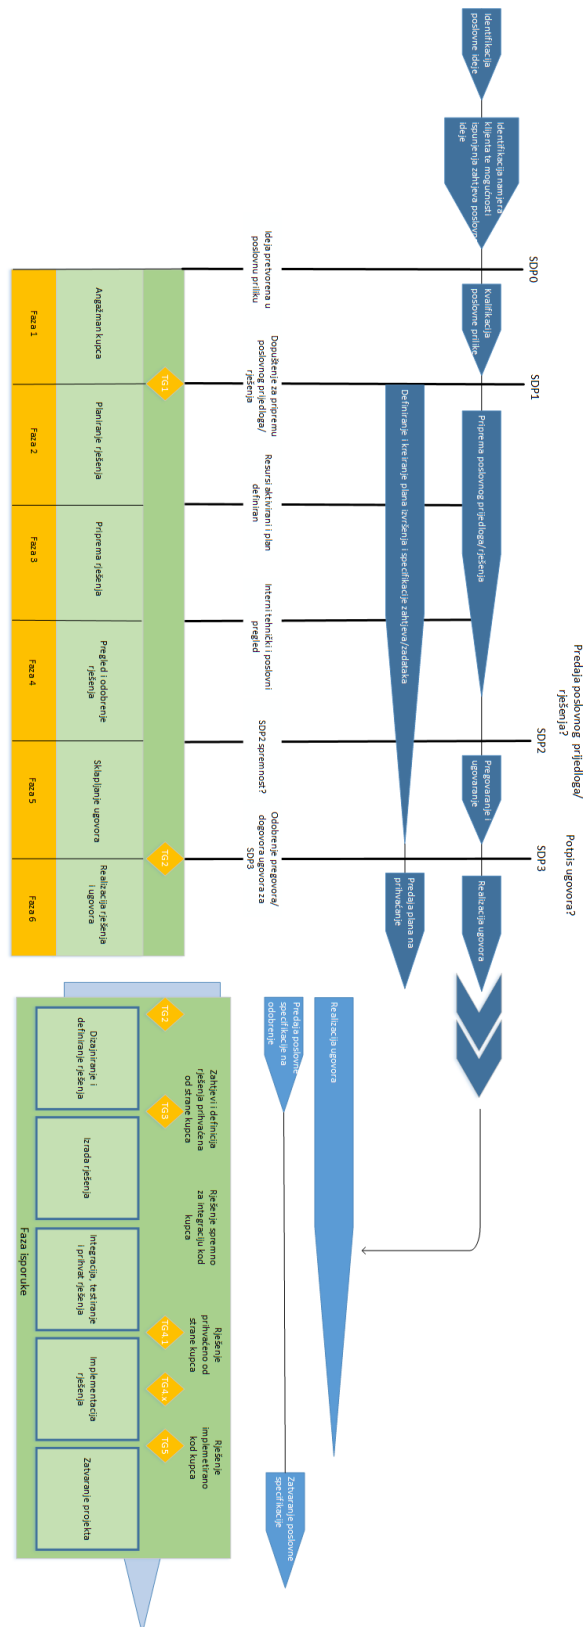 Identifikacija
poslovne ideje
Identifikacija namjera
klijenta te mogućnosti
ispunjenja zahtjeva poslovne
ideje
SDP0
Kvalifikacija
poslovne prilike
SDP1
Priprema poslovnog prijedloga/rješenja
Predaja poslovnog prijedloga/
rješenja?
SDP2
Pregovaranje i
ugovaranje
Potpis ugovora?
SDP3
Realizacija ugovora
Definiranje i kreiranje plana izvršenja i specifikacije zahtjeva/zadataka
Predaja plana na
prihvaćanje
Ideja pretvorena u
poslovnu priliku
Dopuštenje za pripremu
poslovnog prijedloga/
rješenja
Resursi aktivirani i plan
definiran
Interni tehnički i poslovni
pregled
SDP2 spremnost?
Odobrenje pregovora/
dogovora ugovora za
SDP3
TG1
TG2
Angažman kupca
Planiranje rješenja
Priprema rješenja
Pregled i odobrenje
rješenja
Sklapljanje ugovora
Realizacija rješenja
i ugovora
Faza 1
Faza 2
Faza 3
Faza 4
Faza 5
Faza 6
Realizacija ugovora
Predaja poslovne
specifikacije na
odobrenje
Zatvaranje poslovne
specifikacije
Zahtjevi i definicija
rješenja prihvaćena
od strane kupca
Rješenje spremno
za integraciju kod
kupca
Rješenje
prihvaćeno od
strane kupca
Rješenje
implemetirano
kod kupca
TG2
TG3
TG4.1
TG4.x
TG5
Dizajniranje i
definiranje rješenja
Izrada rješenja
Integracija, testiranje
i prihvat rješenja
Implementacija
rješenja
Zatvaranje projekta
Faza isporuke